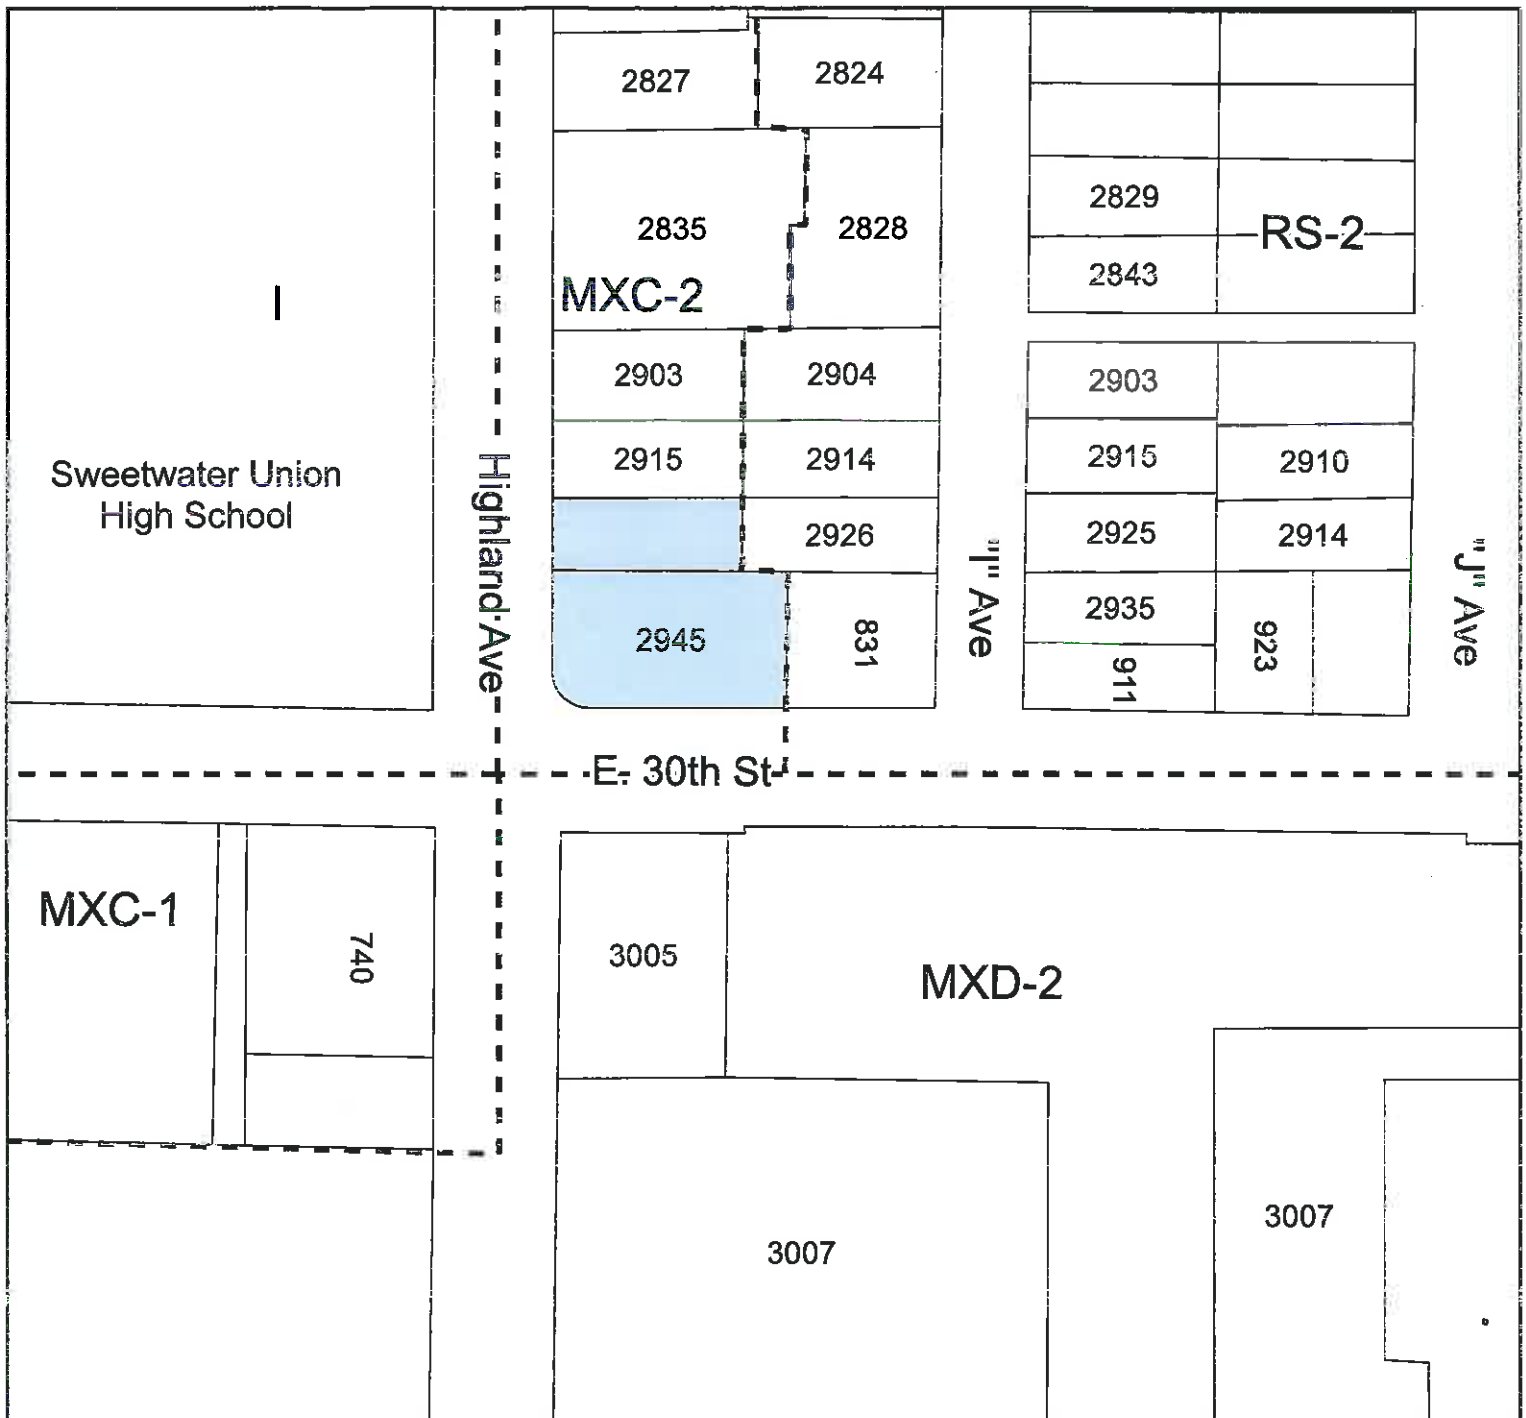 2827
2824
2829
2835
2828
RS-2
2843
MXC-2
I
2903
2904
2903
2915
2914
2915
2910
Sweetwater Union
High School
Highland Ave
2926
2925
2914
"I" Ave
"J" Ave
2945
831
2935
923
911
E. 30th St
MXC-1
740
3005
MXD-2
3007
3007